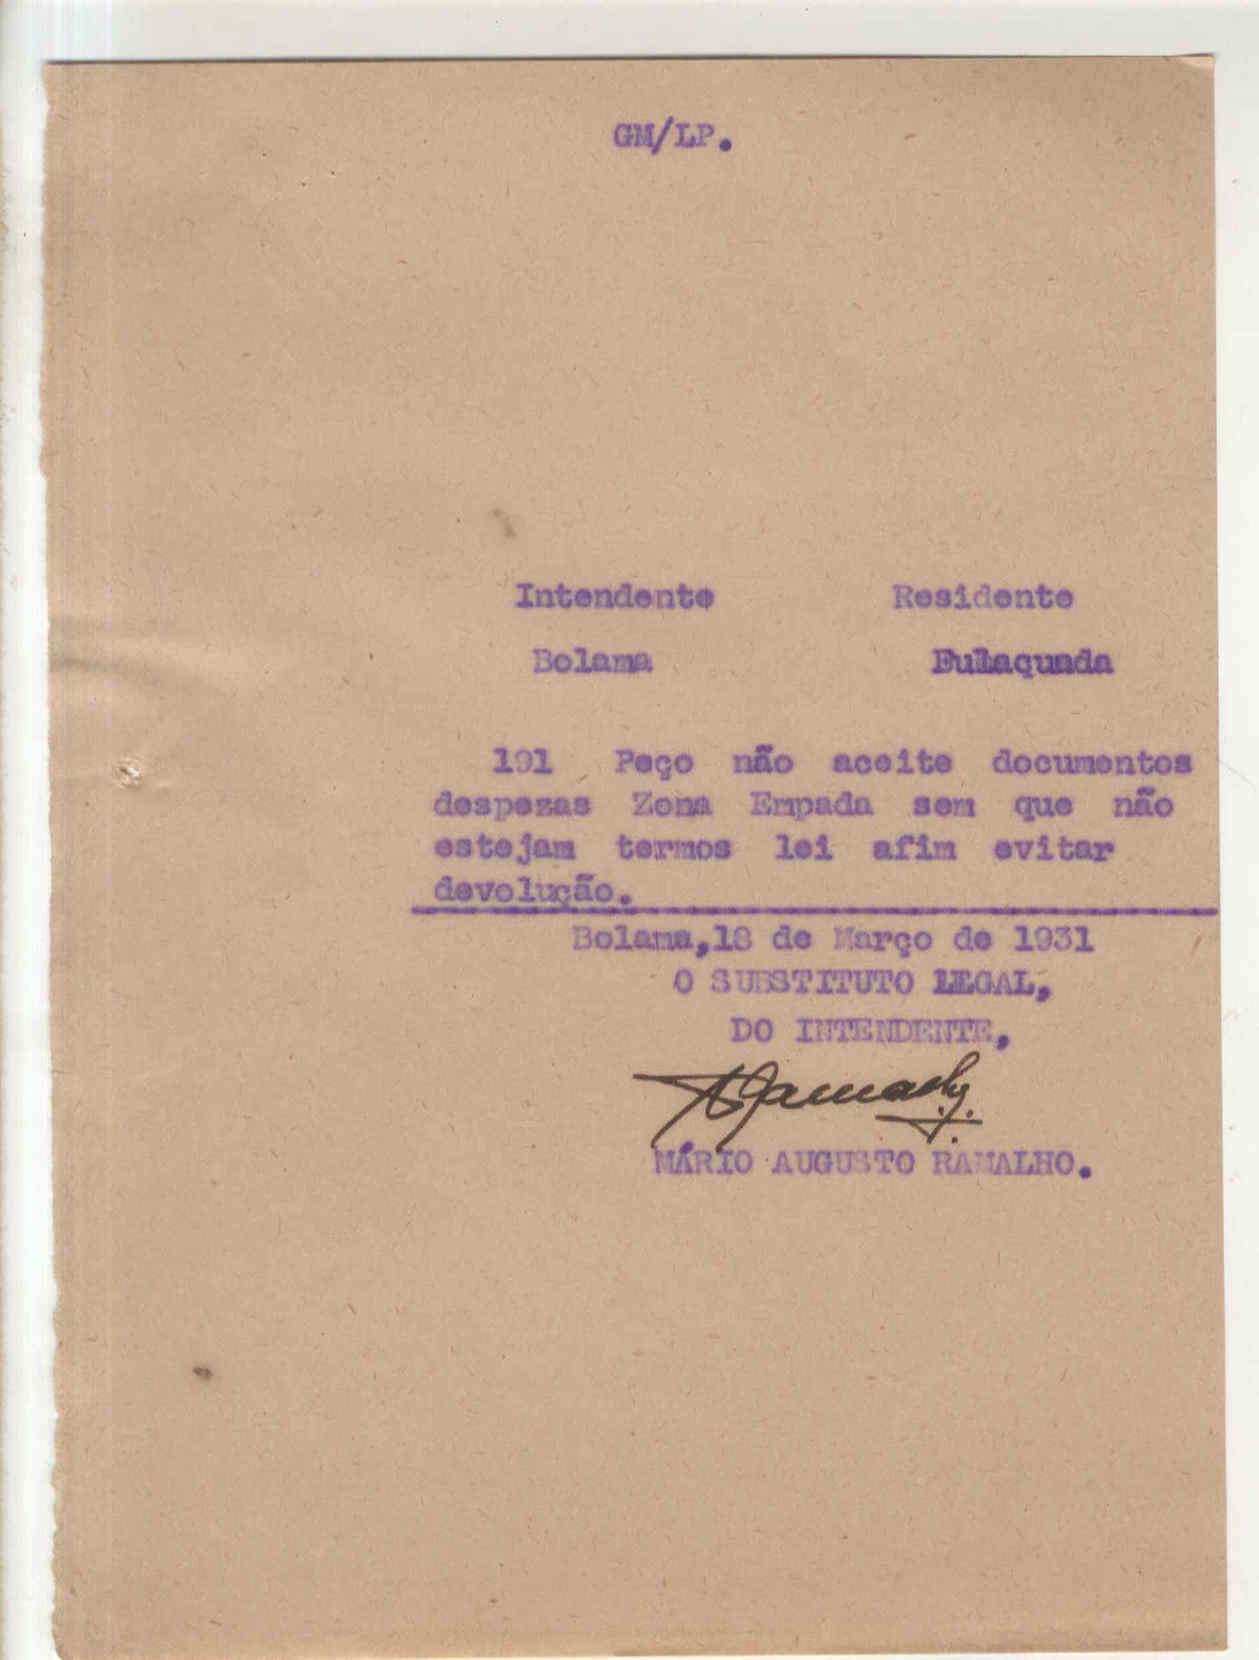 GM/LP.
Intendente Residente
Bolama Fulacunda
191 Peço não aceite documentos
despezas Zona Empada sem que não
estejam termos lei afim evitar
devolução.
Bolama,18 de Março de 1931
O SUBSTITUTO LEGAL,
DO INTENDENTE,
MÁRIO AUGUSTO RAMALHO.